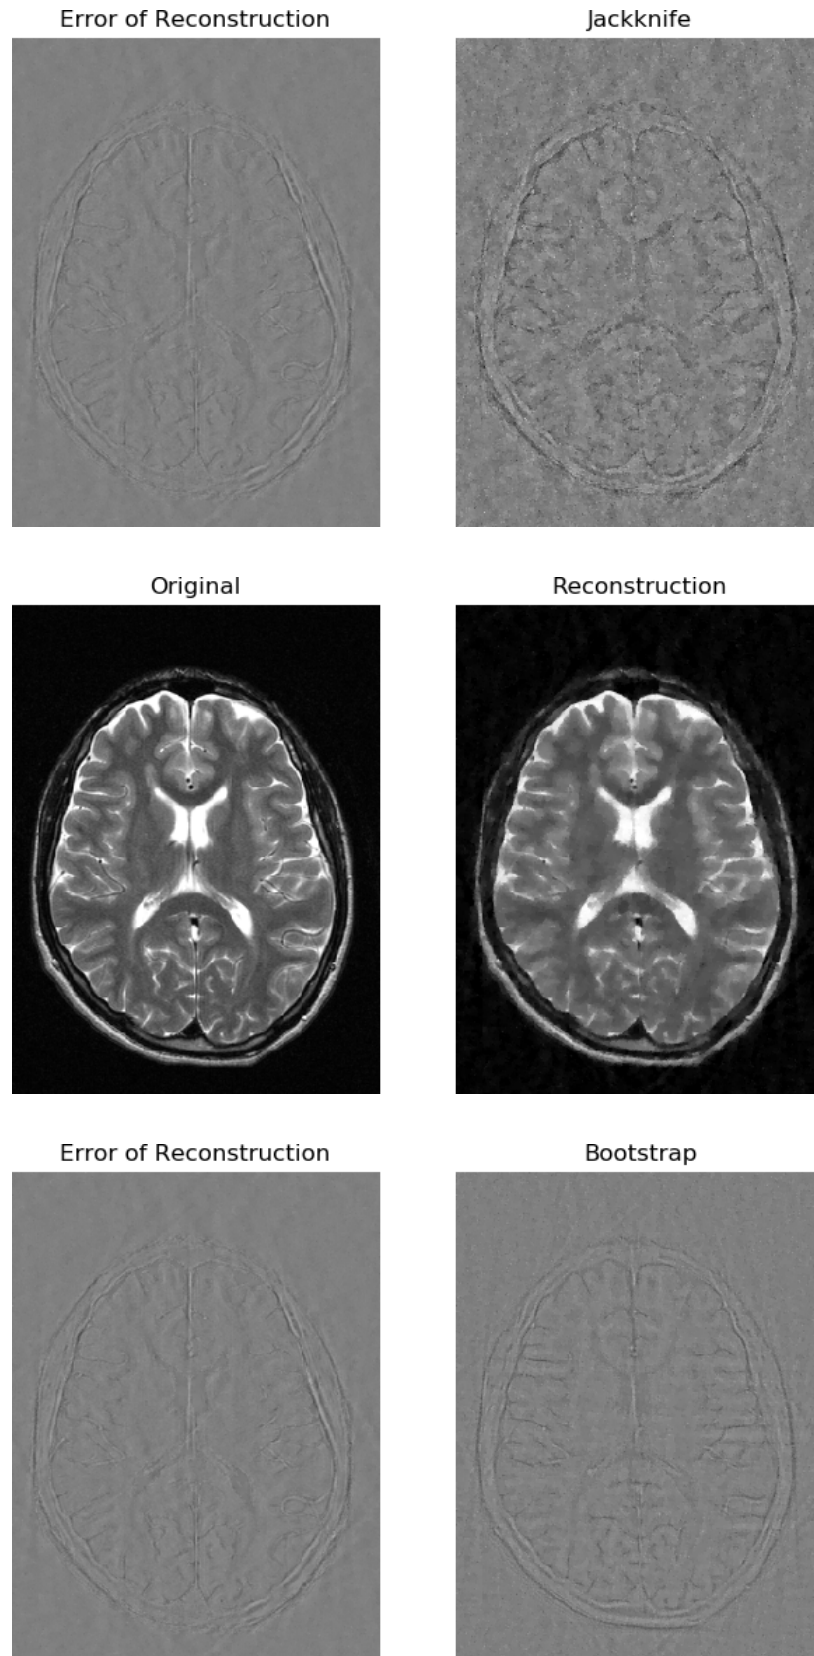 Error of Reconstruction
Jackknife
Original
Reconstruction
Error of Reconstruction
Bootstrap